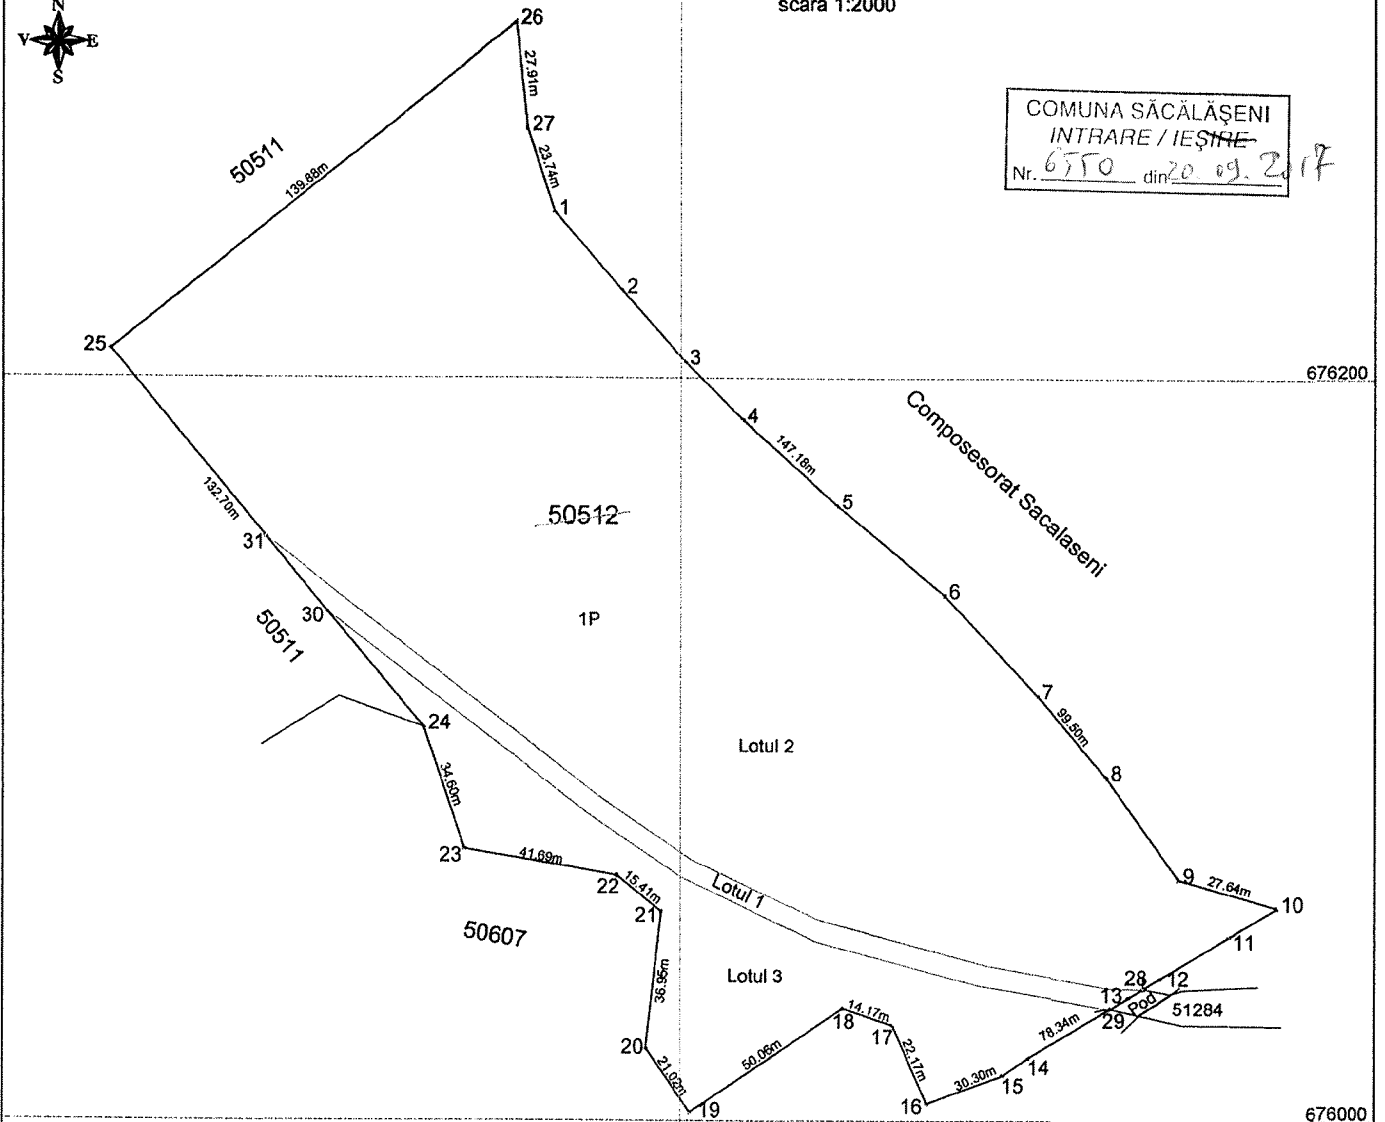 scara 1:2000
N
V E
S
26
27.91m
27
23.74m
1
COMUNA SĂCĂLĂŞENI
INTRARE / IEŞIRE
Nr. 6550 din 20.09.2017
50511
139.88m
2
25
3
676200
4
147.18m
Composesorat Sacalaseni
5
132.70m
50512
31
6
30
1P
50511
7
99.50m
24
Lotul 2
8
34.60m
23
41.69m
22
15.41m
21
Lotul 1
9
27.64m
10
50607
11
36.95m
Lotul 3
28
12
13
Pod
51284
29
18
14.17m
17
78.34m
20
21.02m
50.06m
22.17m
14
30.30m
15
16
19
676000